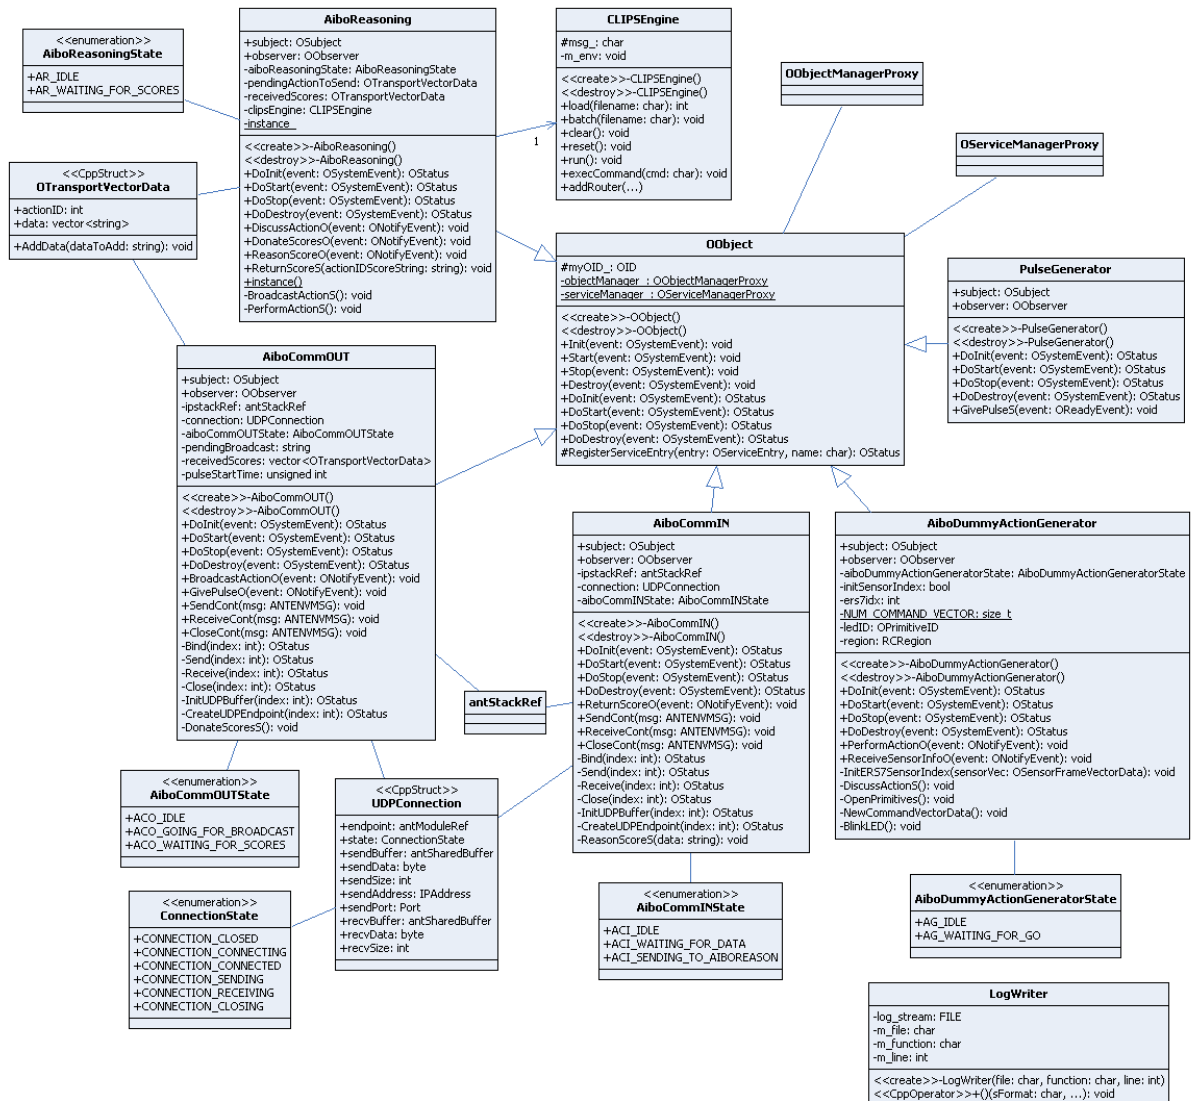 <<enumeration>>
AiboReasoningState
+AR_IDLE
+AR_WAITING_FOR_SCORES
AiboReasoning
+subject: OSubject
+observer: OObserver
-aiboReasoningState: AiboReasoningState
-pendingActionToSend: OTransportVectorData
-receivedScores: OTransportVectorData
-clipsEngine: CLIPSEngine
-instance_
<<create>>-AiboReasoning()
<<destroy>>-AiboReasoning()
+DoInit(event: OSystemEvent): OStatus
+DoStart(event: OSystemEvent): OStatus
+DoStop(event: OSystemEvent): OStatus
+DoDestroy(event: OSystemEvent): OStatus
+DiscussActionO(event: ONotifyEvent): void
+DonateScoresO(event: ONotifyEvent): void
+ReasonScoreO(event: ONotifyEvent): void
+ReturnScoreS(actionIDScoreString: string): void
+instance()
-BroadcastActionS(): void
-PerformActionS(): void
1
CLIPSEngine
#msg_: char
-m_env: void
<<create>>-CLIPSEngine()
<<destroy>>-CLIPSEngine()
+load(filename: char): int
+batch(filename: char): void
+clear(): void
+reset(): void
+run(): void
+execCommand(cmd: char): void
+addRouter(...)
OObjectManagerProxy
OServiceManagerProxy
<<CppStruct>>
OTransportVectorData
+actionID: int
+data: vector<string>
+AddData(dataToAdd: string): void
OObject
#myOID_: OID
-objectManager_: OObjectManagerProxy
-serviceManager_: OServiceManagerProxy
<<create>>-OObject()
<<destroy>>-OObject()
+Init(event: OSystemEvent): void
+Start(event: OSystemEvent): void
+Stop(event: OSystemEvent): void
+Destroy(event: OSystemEvent): void
+DoInit(event: OSystemEvent): OStatus
+DoStart(event: OSystemEvent): OStatus
+DoStop(event: OSystemEvent): OStatus
+DoDestroy(event: OSystemEvent): OStatus
#RegisterServiceEntry(entry: OServiceEntry, name: char): OStatus
PulseGenerator
+subject: OSubject
+observer: OObserver
<<create>>-PulseGenerator()
<<destroy>>-PulseGenerator()
+DoInit(event: OSystemEvent): OStatus
+DoStart(event: OSystemEvent): OStatus
+DoStop(event: OSystemEvent): OStatus
+DoDestroy(event: OSystemEvent): OStatus
+GivePulseS(event: OReadyEvent): void
AiboCommOUT
+subject: OSubject
+observer: OObserver
-ipstackRef: antStackRef
-connection: UDPConnection
-aiboCommOUTState: AiboCommOUTState
-pendingBroadcast: string
-receivedScores: vector<OTransportVectorData>
-pulseStartTime: unsigned int
<<create>>-AiboCommOUT()
<<destroy>>-AiboCommOUT()
+DoInit(event: OSystemEvent): OStatus
+DoStart(event: OSystemEvent): OStatus
+DoStop(event: OSystemEvent): OStatus
+DoDestroy(event: OSystemEvent): OStatus
+BroadcastActionO(event: ONotifyEvent): void
+GivePulseO(event: ONotifyEvent): void
+SendCont(msg: ANTENVMSG): void
+ReceiveCont(msg: ANTENVMSG): void
+CloseCont(msg: ANTENVMSG): void
-Bind(index: int): OStatus
-Send(index: int): OStatus
-Receive(index: int): OStatus
-Close(index: int): OStatus
-InitUDPBuffer(index: int): OStatus
-CreateUDPEndpoint(index: int): OStatus
-DonateScoresS(): void
antStackRef
AiboCommIN
+subject: OSubject
+observer: OObserver
-ipstackRef: antStackRef
-connection: UDPConnection
-aiboCommINState: AiboCommINState
<<create>>-AiboCommIN()
<<destroy>>-AiboCommIN()
+DoInit(event: OSystemEvent): OStatus
+DoStart(event: OSystemEvent): OStatus
+DoStop(event: OSystemEvent): OStatus
+DoDestroy(event: OSystemEvent): OStatus
+ReturnScoreO(event: ONotifyEvent): void
+SendCont(msg: ANTENVMSG): void
+ReceiveCont(msg: ANTENVMSG): void
+CloseCont(msg: ANTENVMSG): void
-Bind(index: int): OStatus
-Send(index: int): OStatus
-Receive(index: int): OStatus
-Close(index: int): OStatus
-InitUDPBuffer(index: int): OStatus
-CreateUDPEndpoint(index: int): OStatus
-ReasonScoreS(data: string): void
AiboDummyActionGenerator
+subject: OSubject
+observer: OObserver
-aiboDummyActionGeneratorState: AiboDummyActionGeneratorState
-initSensorIndex: bool
-ers7idx: int
-NUM_COMMAND_VECTOR: size_t
-ledID: OPrimitiveID
-region: RCRegion
<<create>>-AiboDummyActionGenerator()
<<destroy>>-AiboDummyActionGenerator()
+DoInit(event: OSystemEvent): OStatus
+DoStart(event: OSystemEvent): OStatus
+DoStop(event: OSystemEvent): OStatus
+DoDestroy(event: OSystemEvent): OStatus
+PerformActionO(event: ONotifyEvent): void
+ReceiveSensorInfoO(event: ONotifyEvent): void
-InitERS7SensorIndex(sensorVec: OSensorFrameVectorData): void
-DiscussActionS(): void
-OpenPrimitives(): void
-NewCommandVectorData(): void
-BlinkLED(): void
<<enumeration>>
AiboCommOUTState
+ACO_IDLE
+ACO_GOING_FOR_BROADCAST
+ACO_WAITING_FOR_SCORES
<<CppStruct>>
UDPConnection
+endpoint: antModuleRef
+state: ConnectionState
+sendBuffer: antSharedBuffer
+sendData: byte
+sendSize: int
+sendAddress: IPAddress
+sendPort: Port
+recvBuffer: antSharedBuffer
+recvData: byte
+recvSize: int
<<enumeration>>
ConnectionState
+CONNECTION_CLOSED
+CONNECTION_CONNECTING
+CONNECTION_CONNECTED
+CONNECTION_SENDING
+CONNECTION_RECEIVING
+CONNECTION_CLOSING
<<enumeration>>
AiboCommINState
+ACI_IDLE
+ACI_WAITING_FOR_DATA
+ACI_SENDING_TO_AIBOREASON
<<enumeration>>
AiboDummyActionGeneratorState
+AG_IDLE
+AG_WAITING_FOR_GO
LogWriter
-log_stream: FILE
-m_file: char
-m_function: char
-m_line: int
<<create>>-LogWriter(file: char, function: char, line: int)
<<CppOperator>>+()(sFormat: char, ...): void